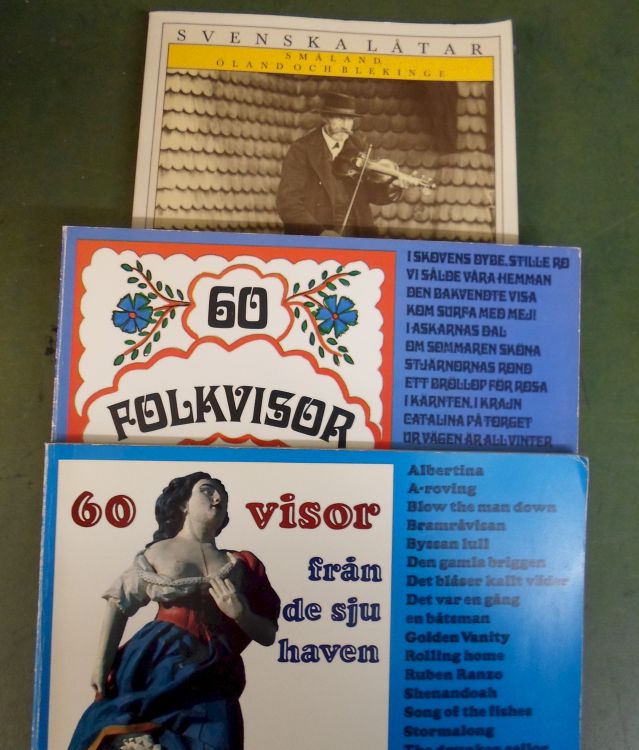 SVENSKA LÅTAR
SMÅLAND,
ÖLAND OCH BLEKINGE
60
FOLKVISOR
I SKOVENS DYBE, STILLE RO
VI SÅLDE VÅRA HEMMAN
DEN BAKVENDTE VISA
KOM SURFA MED MEJ!
I ASKARNAS DAL
OM SOMMAREN SKÖNA
STJÄRNORNAS ROND
ETT BRÖLLOP FÖR ROSA
I KÄRNTEN, I KRAJN
CATALINA PÅ TORGET
UR VÄGEN ÄR ALL VINTER
60 visor
från
de sju
haven
Albertina
A-roving
Blow the man down
Bramråvisan
Byssan lull
Den gamla briggen
Det blåser kallt väder
Det var en gång
en båtsman
Golden Vanity
Rolling home
Ruben Ranzo
Shenandoah
Song of the fishes
Stormalong